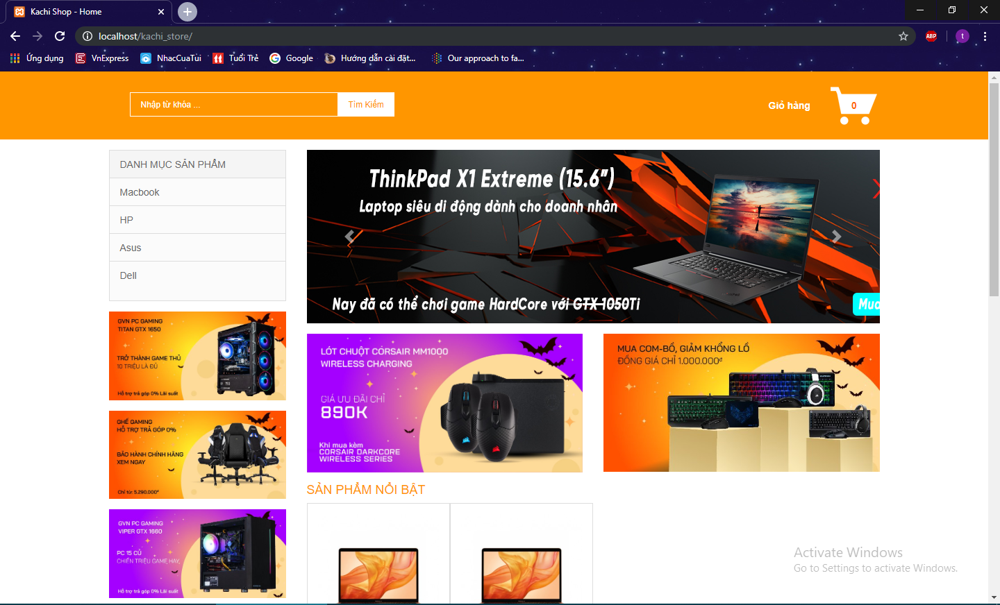 Kachi Shop - Home
localhost/kachi_store/
ABP
t
Ứng dụng
VnExpress
NhacCuaTui
Tuổi Trẻ
Google
Hướng dẫn cài đặt...
Our approach to fa...
Nhập từ khóa ...
Tìm Kiếm
Giỏ hàng
0
DANH MỤC SẢN PHẨM
Macbook
HP
Asus
Dell
ThinkPad X1 Extreme (15.6")
Laptop siêu di động dành cho doanh nhân
Nay đã có thể chơi game HardCore với GTX 1050Ti
GVN PC GAMING
TITAN GTX 1650
TRỞ THÀNH GAME THỦ
10 TRIỆU LÀ ĐỦ
Hỗ trợ trả góp 0% Lãi suất
GHẾ GAMING
HỖ TRỢ TRẢ GÓP 0%
BẢO HÀNH CHÍNH HÃNG
XEM NGAY
Chỉ từ: 5.290.000đ
GVN PC GAMING
VIPER GTX 1660
PC 15 CỦ
CHIẾN TRIỆU GAME HAY.
Hỗ trợ trả góp 0% Lãi suất
LÓT CHUỘT CORSAIR MM1000
WIRELESS CHARGING
GIÁ ƯU ĐÃI CHỈ
890K
Khi mua kèm
CORSAIR DARKCORE
WIRELESS SERIES
MUA COM-BÔ, GIẢM KHỔNG LỒ
ĐỒNG GIÁ CHỈ 1.000.000đ
SẢN PHẨM NỔI BẬT
Activate Windows
Go to Settings to activate Windows.